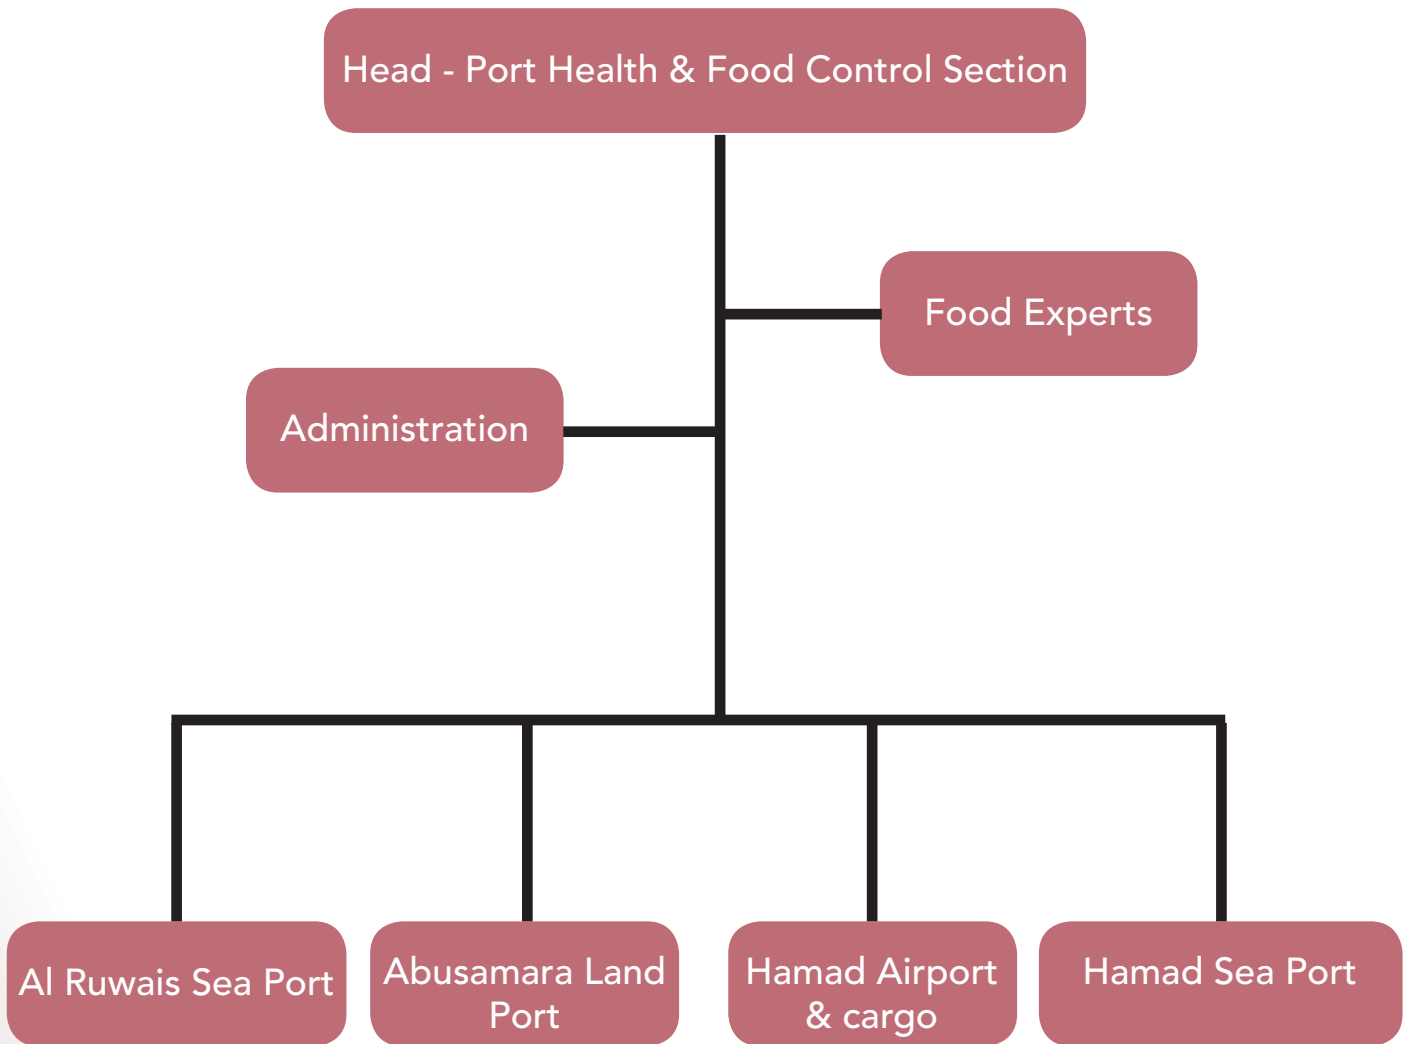 Head - Port Health & Food Control Section
Food Experts
Administration
Al Ruwais Sea Port
Abusamara Land
Port
Hamad Airport
& cargo
Hamad Sea Port